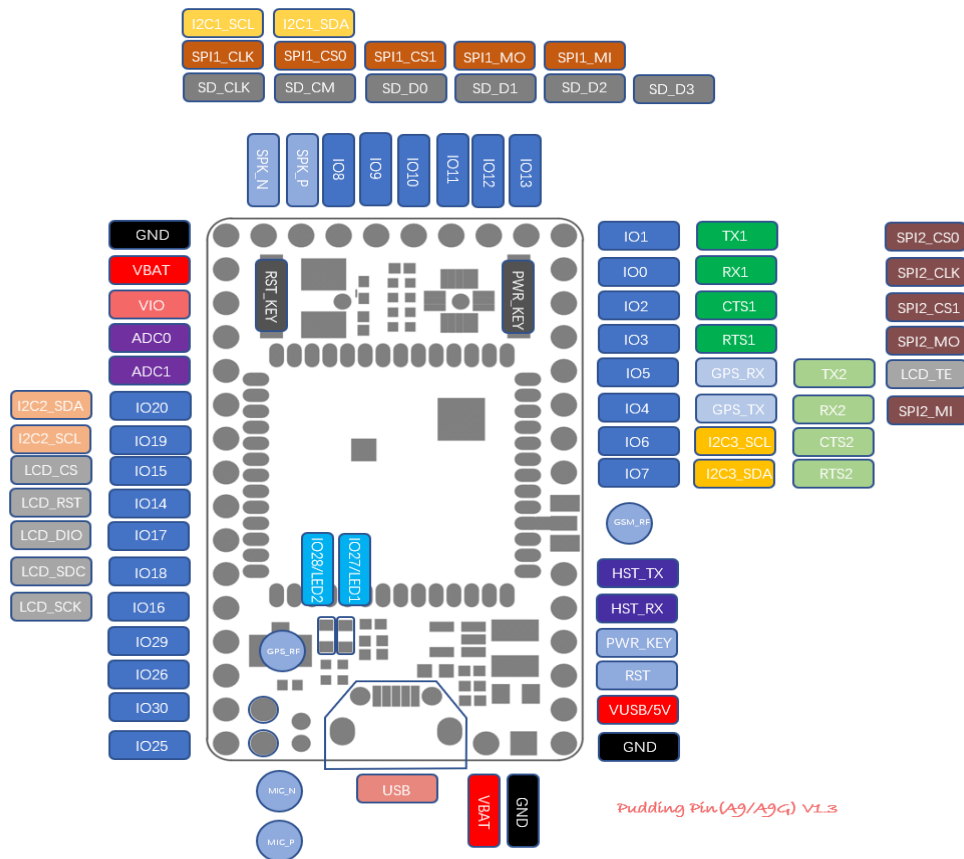 I2C1_SCL I2C1_SDA
SPI1_CLK SPI1_CS0 SPI1_CS1 SPI1_MO SPI1_MI
SD_CLK SD_CM SD_D0 SD_D1 SD_D2 SD_D3
SPK_N SPK_P IO8 IO9 IO10 IO11 IO12 IO13
GND IO1 TX1 SPI2_CS0
VBAT IO0 RX1 SPI2_CLK
RST_KEY PWR_KEY
VIO IO2 CTS1 SPI2_CS1
ADC0 IO3 RTS1 SPI2_MO
ADC1 IO5 GPS_RX TX2 LCD_TE
I2C2_SDA IO20 IO4 GPS_TX RX2 SPI2_MI
I2C2_SCL IO19 IO6 I2C3_SCL CTS2
LCD_CS IO15 IO7 I2C3_SDA RTS2
LCD_RST IO14 GSM_RF
LCD_DIO IO17
IO28/LED2 IO27/LED1
LCD_SDC IO18 HST_TX
LCD_SCK IO16 HST_RX
IO29 GPS_RF PWR_KEY
IO26 RST
IO30 VUSB/5V
IO25 GND
MIC_N USB VBAT GND
Pudding Pin(A9/A9G) V1.3
MIC_P